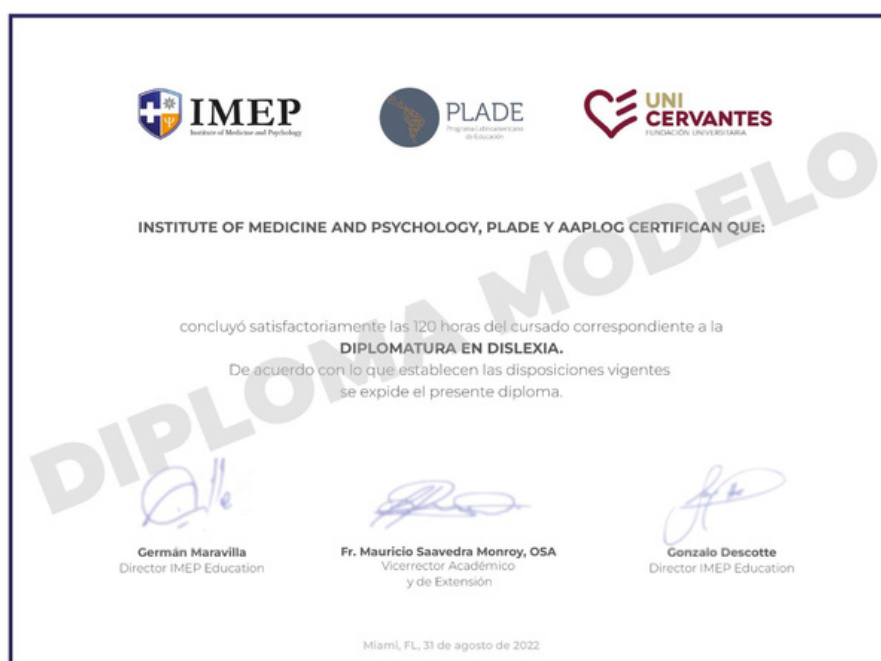 IMEP
Institute of Medicine and Psychology
PLADE
Programa Latinoamericano
de Educación
UNI
CERVANTES
FUNDACIÓN UNIVERSITARIA
INSTITUTE OF MEDICINE AND PSYCHOLOGY, PLADE Y AAPLOG CERTIFICAN QUE:
DIPLOMA MODELO
concluyó satisfactoriamente las 120 horas del cursado correspondiente a la
DIPLOMATURA EN DISLEXIA.
De acuerdo con lo que establecen las disposiciones vigentes
se expide el presente diploma.
Germán Maravilla
Director IMEP Education
Fr. Mauricio Saavedra Monroy, OSA
Vicerrector Académico
y de Extensión
Gonzalo Descotte
Director IMEP Education
Miami, FL, 31 de agosto de 2022